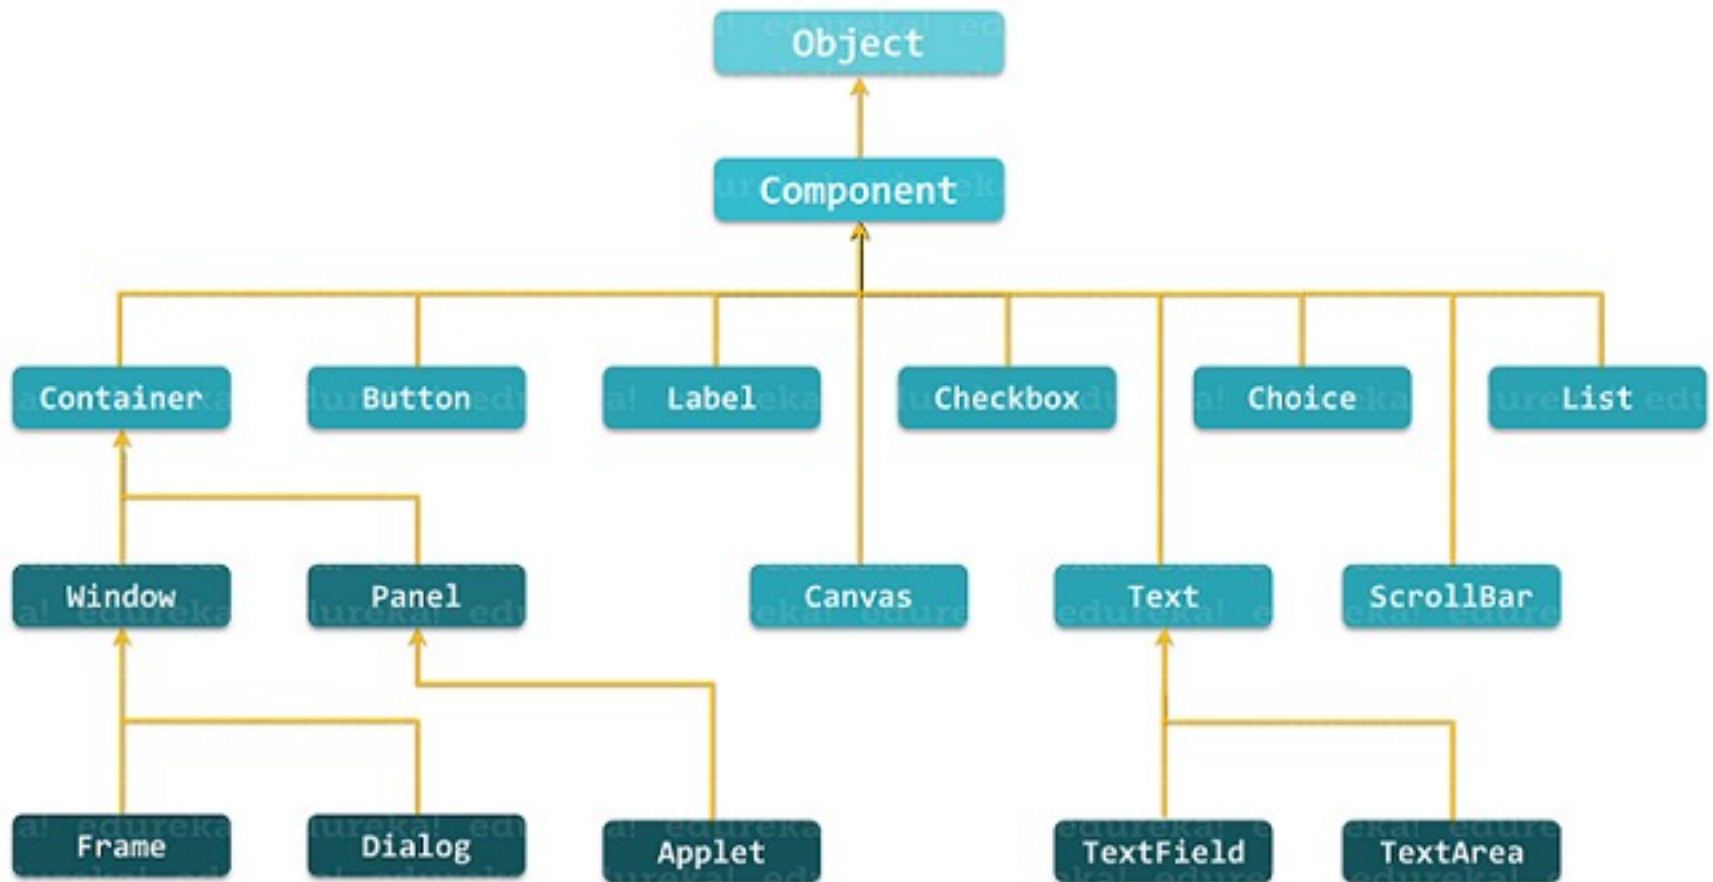 Object
Component
Container
Button
Label
Checkbox
Choice
List
Window
Panel
Canvas
Text
ScrollBar
Frame
Dialog
Applet
TextField
TextArea